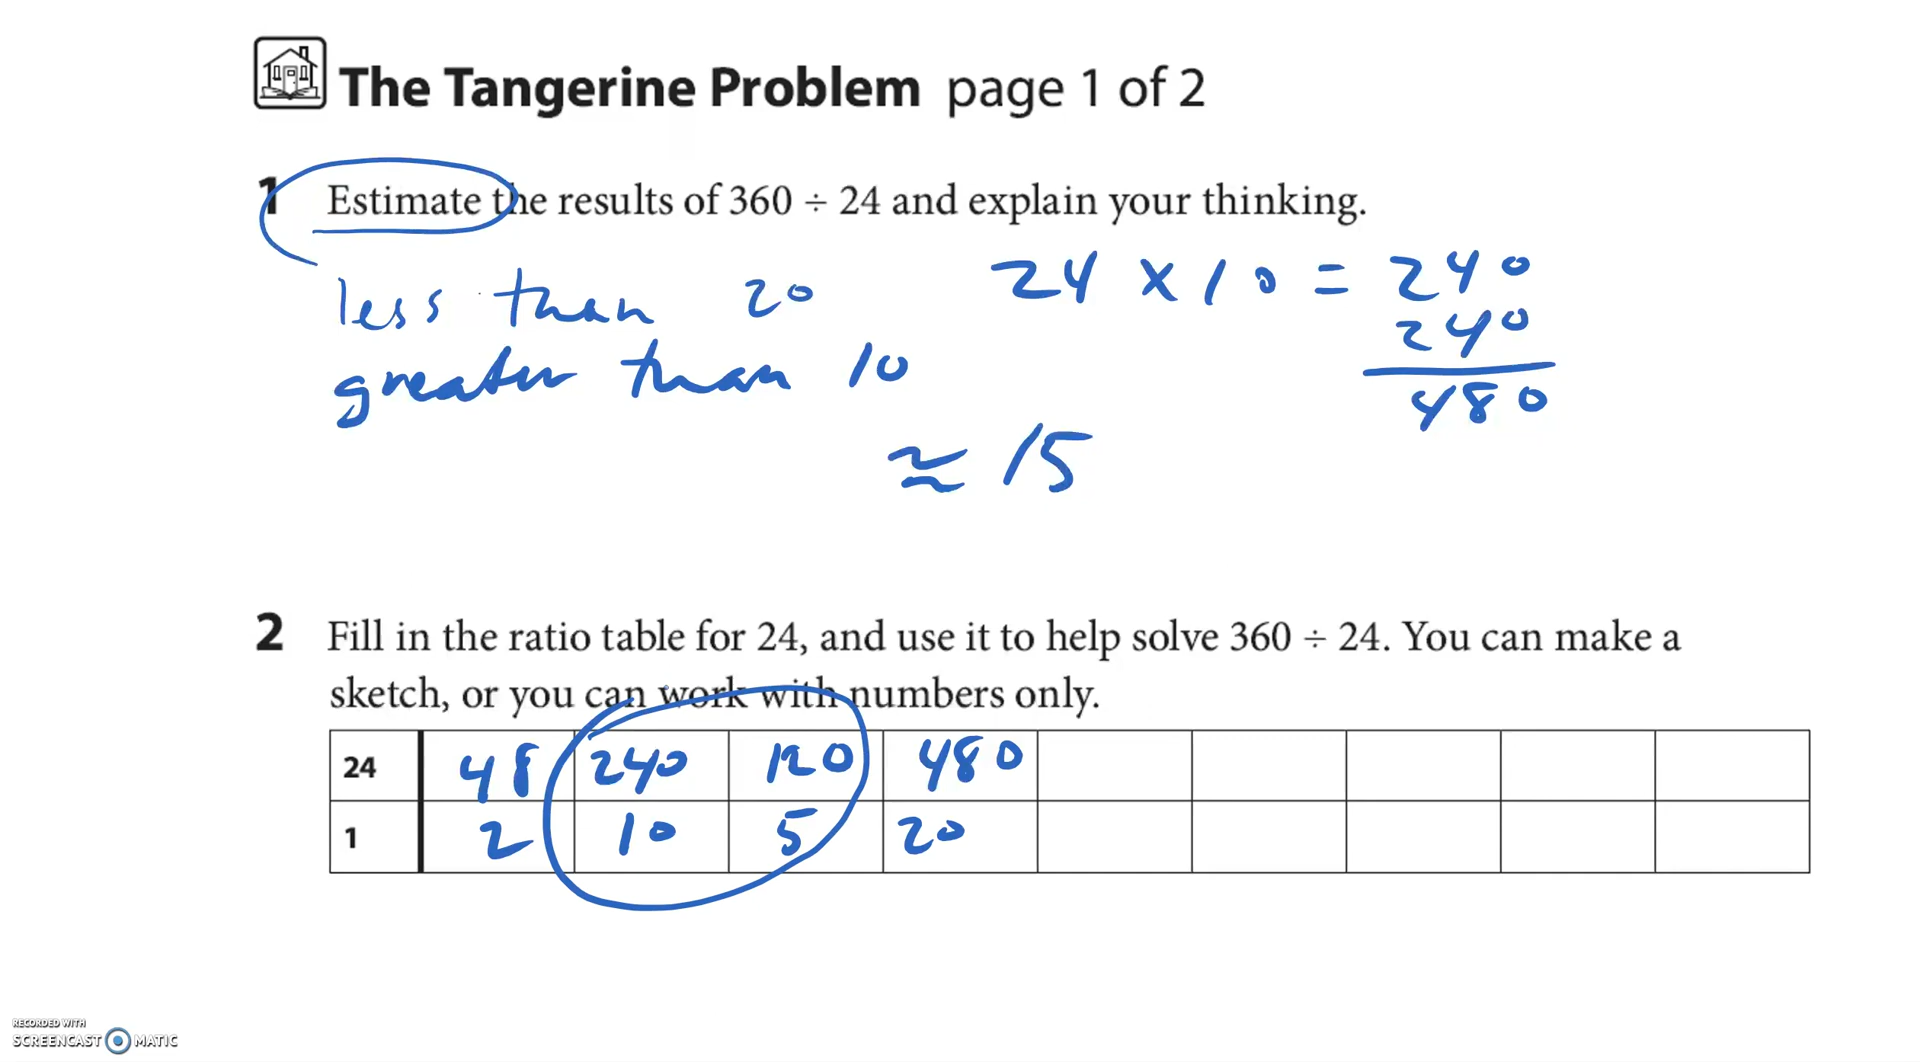 The Tangerine Problem page 1 of 2
1 Estimate the results of 360 ÷ 24 and explain your thinking.
less than 20
greater than 10
≈ 15
24 x 10 = 240
240
480
2 Fill in the ratio table for 24, and use it to help solve 360 ÷ 24. You can make a
sketch, or you can work with numbers only.
24 48 240 120 480
1 2 10 5 20
RECORDED WITH
SCREENCAST MATIC